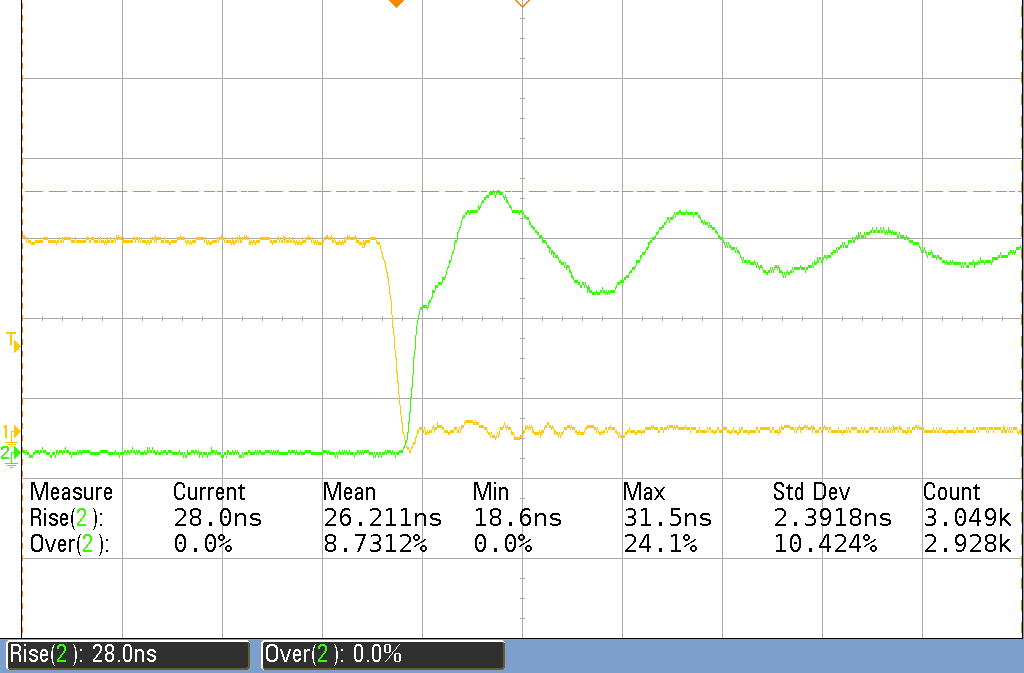 T
1
2
Measure Current Mean Min Max Std Dev Count
Rise(2): 28.0ns 26.211ns 18.6ns 31.5ns 2.3918ns 3.049k
Over(2): 0.0% 8.7312% 0.0% 24.1% 10.424% 2.928k
Rise(2): 28.0ns Over(2): 0.0%